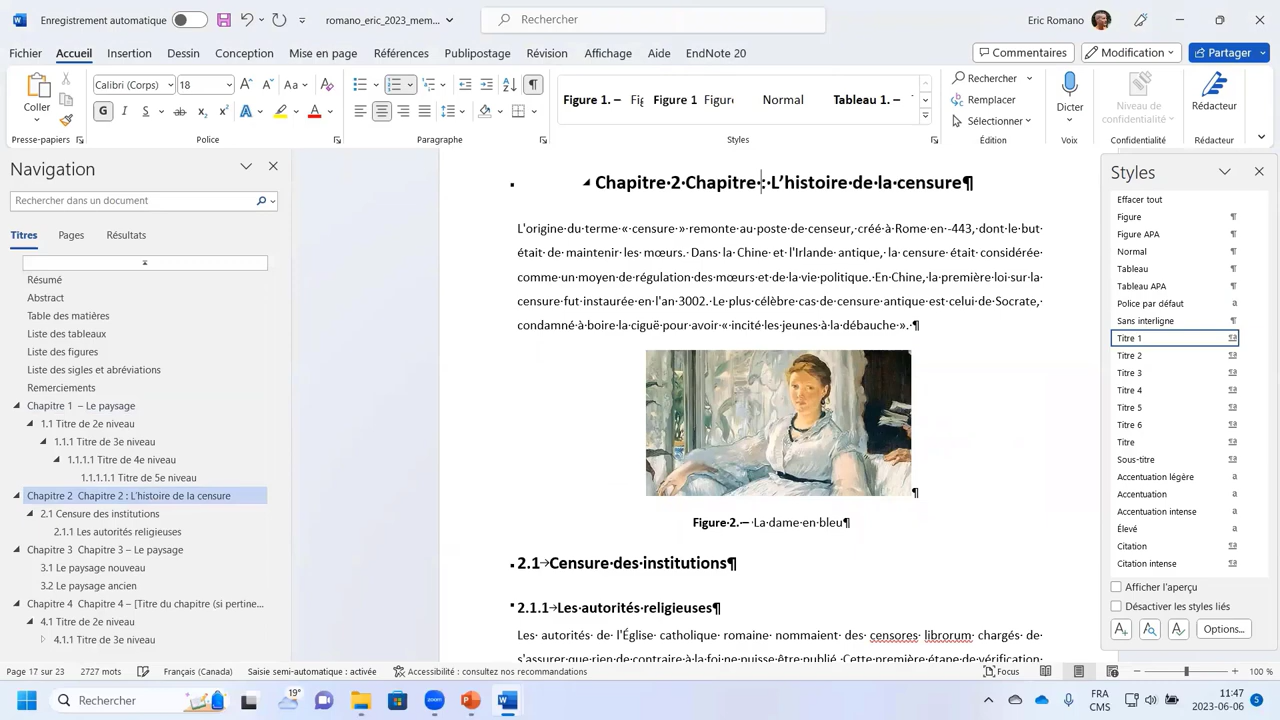 Enregistrement automatique
romano_eric_2023_mem...
Rechercher
Eric Romano
Fichier Accueil Insertion Dessin Conception Mise en page Références Publipostage Révision Affichage Aide EndNote 20
Commentaires Modification Partager
Coller
Calibri (Corps) 18
Figure 1. – Fig Figure 1 Figure Normal Tableau 1. –
Rechercher
Remplacer
Sélectionner
Dicter
Niveau de
confidentialité
Rédacteur
Presse-papiers Police Paragraphe Styles Édition Voix Confidentialité Rédacteur
Navigation
Rechercher dans un document
Titres Pages Résultats
Résumé
Abstract
Table des matières
Liste des tableaux
Liste des figures
Liste des sigles et abréviations
Remerciements
Chapitre 1 – Le paysage
1.1 Titre de 2e niveau
1.1.1 Titre de 3e niveau
1.1.1.1 Titre de 4e niveau
1.1.1.1.1 Titre de 5e niveau
Chapitre 2 Chapitre 2 : L'histoire de la censure
2.1 Censure des institutions
2.1.1 Les autorités religieuses
Chapitre 3 Chapitre 3 – Le paysage
3.1 Le paysage nouveau
3.2 Le paysage ancien
Chapitre 4 Chapitre 4 – [Titre du chapitre (si pertine...
4.1 Titre de 2e niveau
4.1.1 Titre de 3e niveau
Chapitre·2·Chapitre·:·L'histoire·de·la·censure¶
L'origine·du·terme·«·censure·»·remonte·au·poste·de·censeur,·créé·à·Rome·en·-443,·dont·le·but·
était·de·maintenir·les·mœurs.·Dans·la·Chine·et·l'Irlande·antique,·la·censure·était·considérée·
comme·un·moyen·de·régulation·des·mœurs·et·de·la·vie·politique.·En·Chine,·la·première·loi·sur·la·
censure·fut·instaurée·en·l'an·3002.·Le·plus·célèbre·cas·de·censure·antique·est·celui·de·Socrate,·
condamné·à·boire·la·ciguë·pour·avoir·«·incité·les·jeunes·à·la·débauche·».·¶
¶
Figure·2.·–·La·dame·en·bleu¶
2.1→Censure·des·institutions¶
2.1.1→Les·autorités·religieuses¶
Les·autorités·de·l'Église·catholique·romaine·nommaient·des·censores·librorum·chargés·de·
s'assurer·que·rien·de·contraire·à·la·foi·ne·puisse·être·publié.·Cette·première·étape·de·vérification·
Styles
Effacer tout
Figure
Figure APA
Normal
Tableau
Tableau APA
Police par défaut
Sans interligne
Titre 1
Titre 2
Titre 3
Titre 4
Titre 5
Titre 6
Titre
Sous-titre
Accentuation légère
Accentuation
Accentuation intense
Élevé
Citation
Citation intense
Afficher l'aperçu
Désactiver les styles liés
Options...
Page 17 sur 23 2727 mots Français (Canada) Saisie semi-automatique : activée Accessibilité : consultez nos recommandations Focus 100 %
Rechercher
19°
FRA
CMS
11:47
2023-06-06